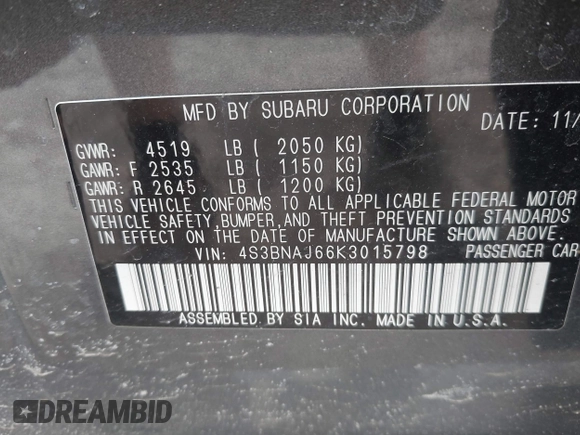 MFD BY SUBARU CORPORATION
DATE: 11/
GVWR: 4519 LB ( 2050 KG)
GAWR: F 2535 LB ( 1150 KG)
GAWR: R 2645 LB ( 1200 KG)
THIS VEHICLE CONFORMS TO ALL APPLICABLE FEDERAL MOTOR
VEHICLE SAFETY, BUMPER, AND THEFT PREVENTION STANDARDS
IN EFFECT ON THE DATE OF MANUFACTURE SHOWN ABOVE.
VIN: 4S3BNAJ66K3015798 PASSENGER CAR
ASSEMBLED BY SIA INC. MADE IN U.S.A.
DREAMBID